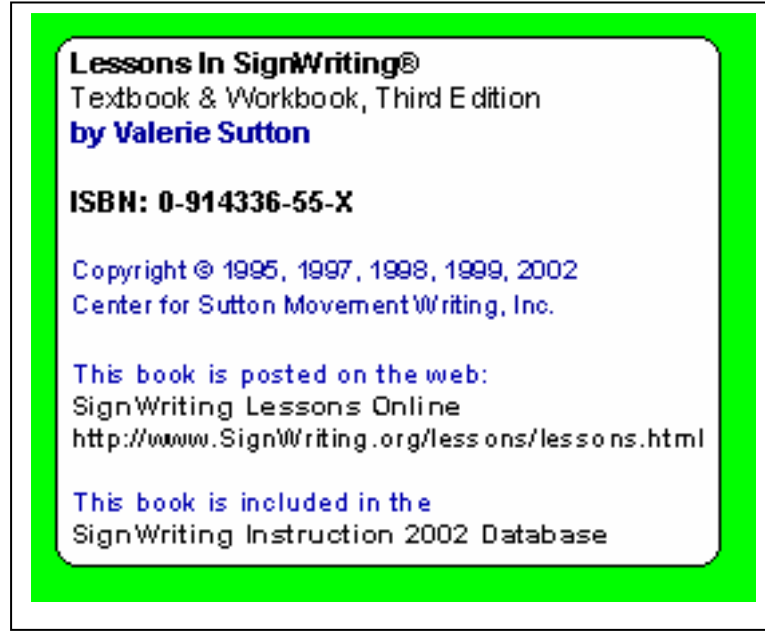 Lessons In SignWriting®
Textbook & Workbook, Third Edition
by Valerie Sutton
ISBN: 0-914336-55-X
Copyright © 1995, 1997, 1998, 1999, 2002
Center for Sutton Movement Writing, Inc.
This book is posted on the web:
SignWriting Lessons Online
http://www.SignWriting.org/lessons/lessons.html
This book is included in the
SignWriting Instruction 2002 Database